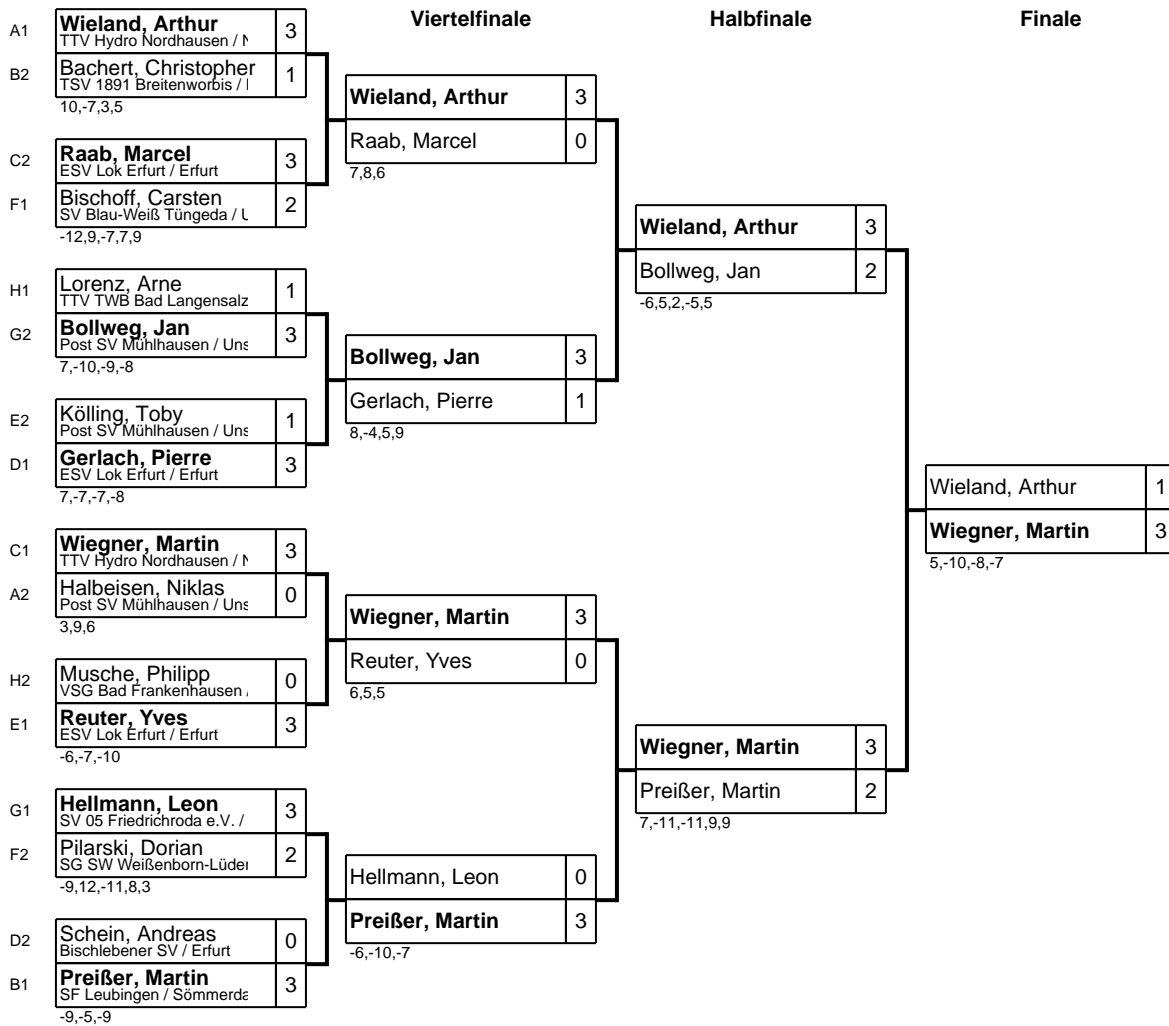 Viertelfinale
Halbfinale
Finale
A1 Wieland, Arthur 3
TTV Hydro Nordhausen / N
B2 Bachert, Christopher 1
TSV 1891 Breitenworbis /
10,-7,3,5
C2 Raab, Marcel 3
ESV Lok Erfurt / Erfurt
F1 Bischoff, Carsten 2
SV Blau-Weiß Tüngeda / U
-12,9,-7,7,9
H1 Lorenz, Arne 1
TTV TWB Bad Langensalz
G2 Bollweg, Jan 3
Post SV Mühlhausen / Uns
7,-10,-9,-8
E2 Kölling, Toby 1
Post SV Mühlhausen / Uns
D1 Gerlach, Pierre 3
ESV Lok Erfurt / Erfurt
7,-7,-7,-8
C1 Wiegner, Martin 3
TTV Hydro Nordhausen / N
A2 Halbeisen, Niklas 0
Post SV Mühlhausen / Uns
3,9,6
H2 Musche, Philipp 0
VSG Bad Frankenhausen /
E1 Reuter, Yves 3
ESV Lok Erfurt / Erfurt
-6,-7,-10
G1 Hellmann, Leon 3
SV 05 Friedrichroda e.V. /
F2 Pilarski, Dorian 2
SG SW Weißenborn-Lüder
-9,12,-11,8,3
D2 Schein, Andreas 0
Bischlebener SV / Erfurt
B1 Preißer, Martin 3
SF Leubingen / Sömmerda
-9,-5,-9
Wieland, Arthur 3
Raab, Marcel 0
7,8,6
Bollweg, Jan 3
Gerlach, Pierre 1
8,-4,5,9
Wiegner, Martin 3
Reuter, Yves 0
6,5,5
Hellmann, Leon 0
Preißer, Martin 3
-6,-10,-7
Wieland, Arthur 3
Bollweg, Jan 2
-6,5,2,-5,5
Wiegner, Martin 3
Preißer, Martin 2
7,-11,-11,9,9
Wieland, Arthur 1
Wiegner, Martin 3
5,-10,-8,-7